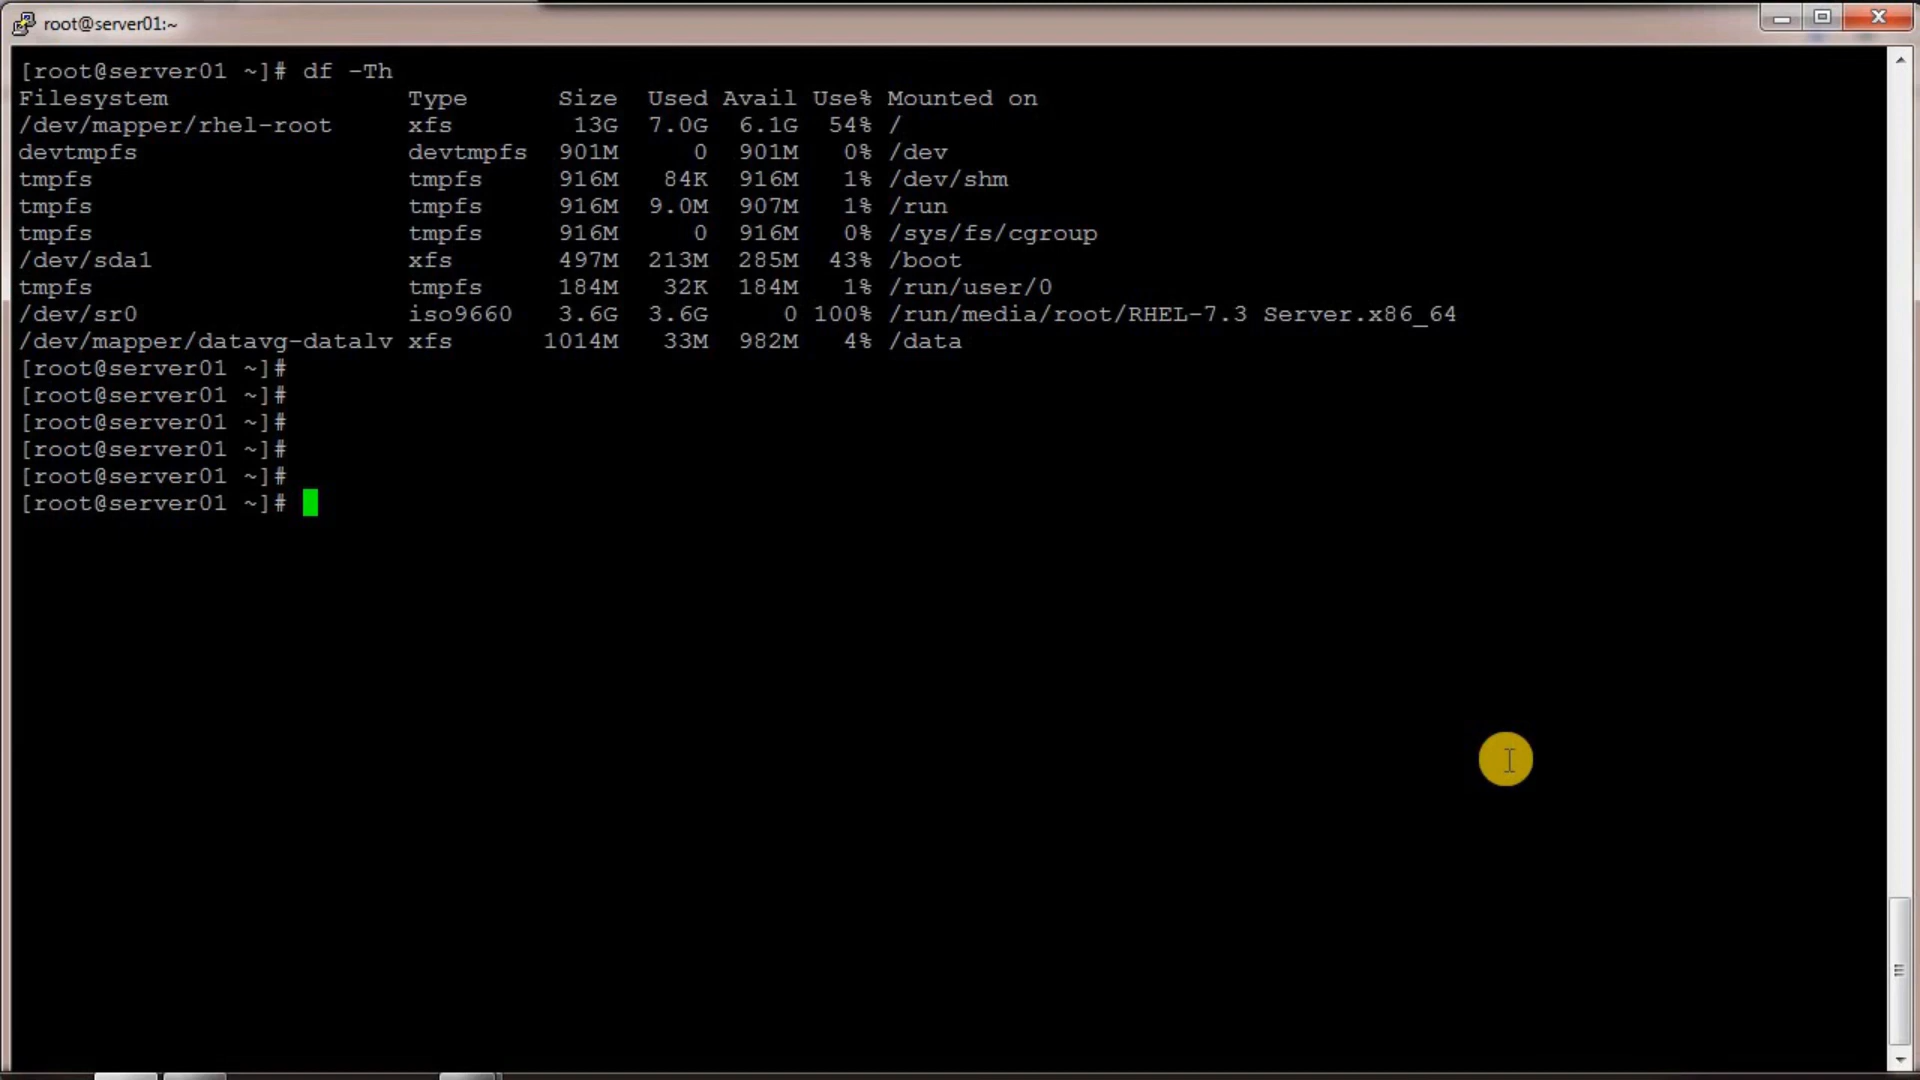 root@server01:~
[root@server01 ~]# df -Th
Filesystem                Type      Size  Used Avail Use% Mounted on
/dev/mapper/rhel-root     xfs        13G  7.0G  6.1G  54% /
devtmpfs                  devtmpfs  901M     0  901M   0% /dev
tmpfs                     tmpfs     916M   84K  916M   1% /dev/shm
tmpfs                     tmpfs     916M  9.0M  907M   1% /run
tmpfs                     tmpfs     916M     0  916M   0% /sys/fs/cgroup
/dev/sda1                 xfs       497M  213M  285M  43% /boot
tmpfs                     tmpfs     184M   32K  184M   1% /run/user/0
/dev/sr0                  iso9660   3.6G  3.6G     0 100% /run/media/root/RHEL-7.3 Server.x86_64
/dev/mapper/datavg-datalv xfs      1014M   33M  982M   4% /data
[root@server01 ~]#
[root@server01 ~]#
[root@server01 ~]#
[root@server01 ~]#
[root@server01 ~]#
[root@server01 ~]#